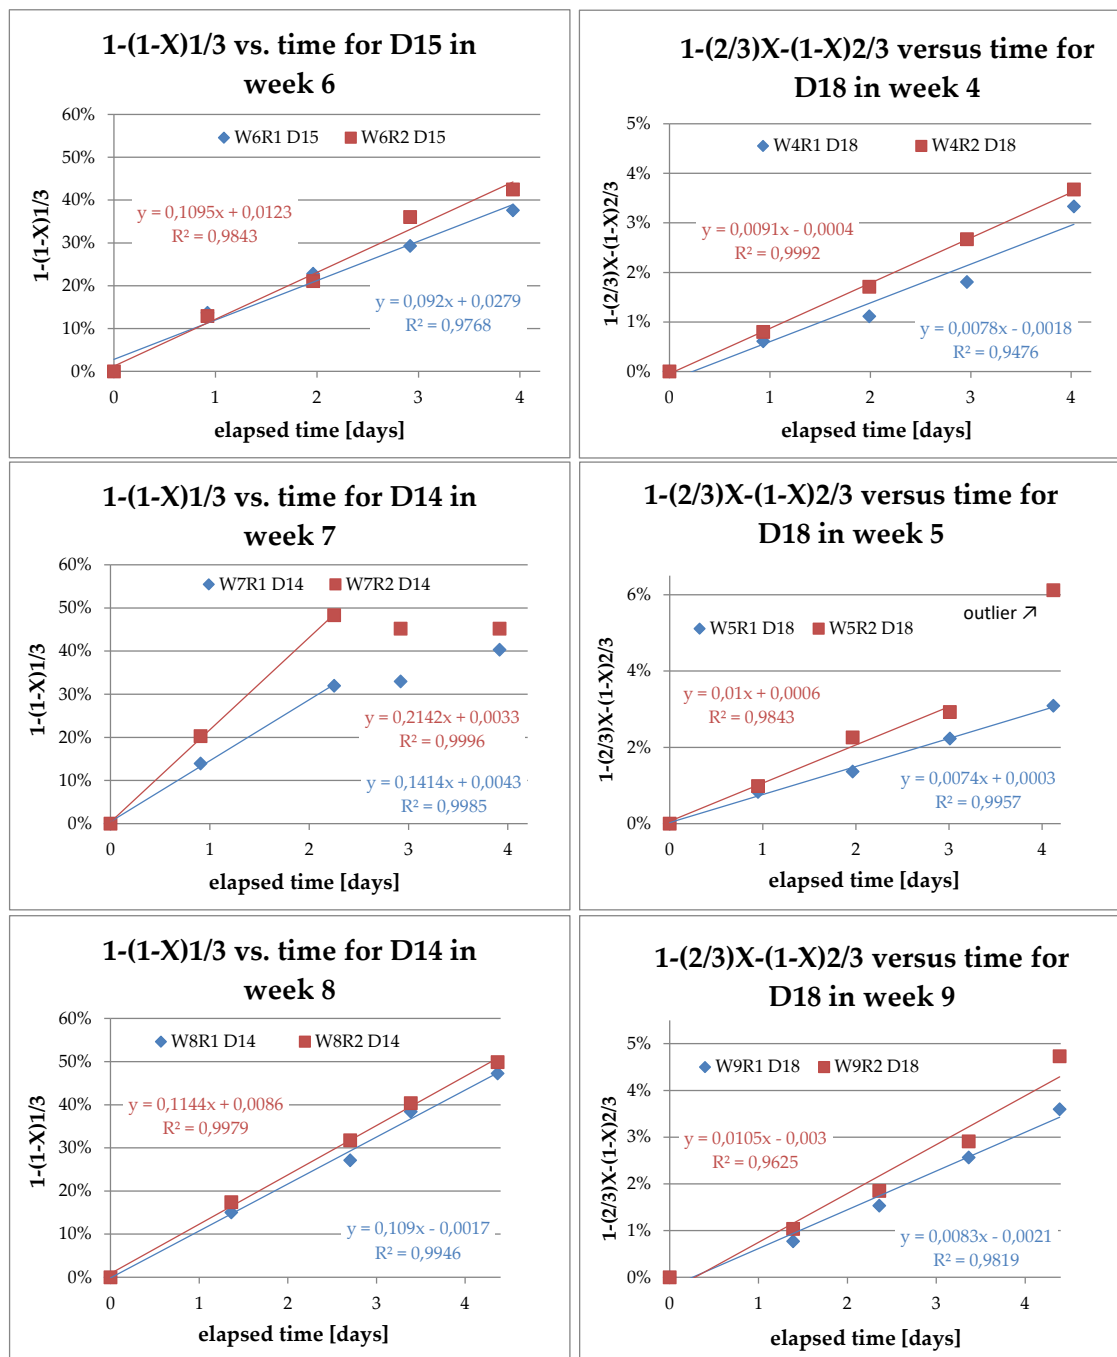 1-(1-X)1/3 vs. time for D15 in
week 6
60%
50%
40%
30%
20%
10%
0%
1-(1-X)1/3
W6R1 D15 W6R2 D15
y = 0,1095x + 0,0123
R² = 0,9843
y = 0,092x + 0,0279
R² = 0,9768
0 1 2 3 4
elapsed time [days]
1-(2/3)X-(1-X)2/3 versus time for
D18 in week 4
5%
4%
3%
2%
1%
0%
1-(2/3)X-(1-X)2/3
W4R1 D18 W4R2 D18
y = 0,0091x - 0,0004
R² = 0,9992
y = 0,0078x - 0,0018
R² = 0,9476
0 1 2 3 4
elapsed time [days]
1-(1-X)1/3 vs. time for D14 in
week 7
60%
50%
40%
30%
20%
10%
0%
1-(1-X)1/3
W7R1 D14 W7R2 D14
y = 0,2142x + 0,0033
R² = 0,9996
y = 0,1414x + 0,0043
R² = 0,9985
0 1 2 3 4
elapsed time [days]
1-(2/3)X-(1-X)2/3 versus time for
D18 in week 5
6%
4%
2%
0%
1-(2/3)X-(1-X)2/3
outlier ↗
W5R1 D18 W5R2 D18
y = 0,01x + 0,0006
R² = 0,9843
y = 0,0074x + 0,0003
R² = 0,9957
0 1 2 3 4
elapsed time [days]
1-(1-X)1/3 vs. time for D14 in
week 8
60%
50%
40%
30%
20%
10%
0%
1-(1-X)1/3
W8R1 D14 W8R2 D14
y = 0,1144x + 0,0086
R² = 0,9979
y = 0,109x - 0,0017
R² = 0,9946
0 1 2 3 4
elapsed time [days]
1-(2/3)X-(1-X)2/3 versus time for
D18 in week 9
5%
4%
3%
2%
1%
0%
1-(2/3)X-(1-X)2/3
W9R1 D18 W9R2 D18
y = 0,0105x - 0,003
R² = 0,9625
y = 0,0083x - 0,0021
R² = 0,9819
0 1 2 3 4
elapsed time [days]